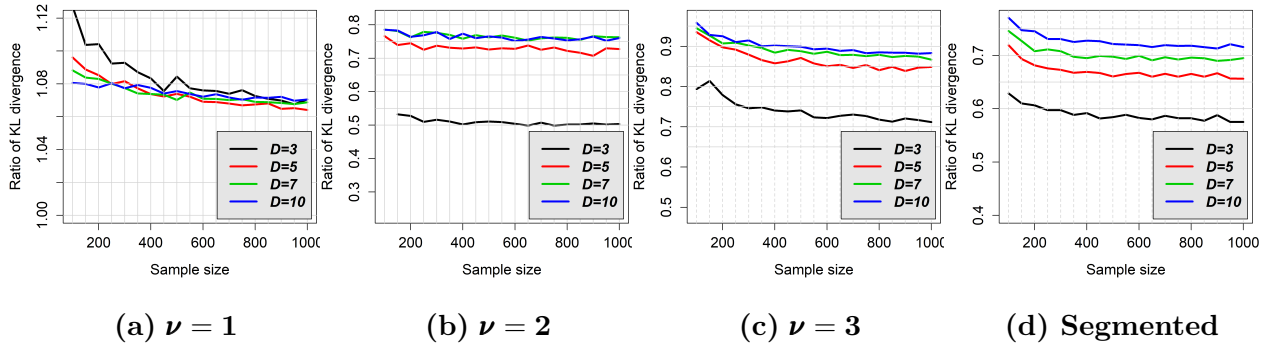 Ratio of KL divergence
1.12
1.08
1.04
1.00
D=3
D=5
D=7
D=10
200 400 600 800 1000
Sample size
(a) ν = 1
Ratio of KL divergence
0.8
0.7
0.6
0.5
0.4
0.3
D=3
D=5
D=7
D=10
200 400 600 800 1000
Sample size
(b) ν = 2
Ratio of KL divergence
0.9
0.8
0.7
0.6
0.5
D=3
D=5
D=7
D=10
200 400 600 800 1000
Sample size
(c) ν = 3
Ratio of KL divergence
0.7
0.6
0.5
0.4
D=3
D=5
D=7
D=10
200 400 600 800 1000
Sample size
(d) Segmented